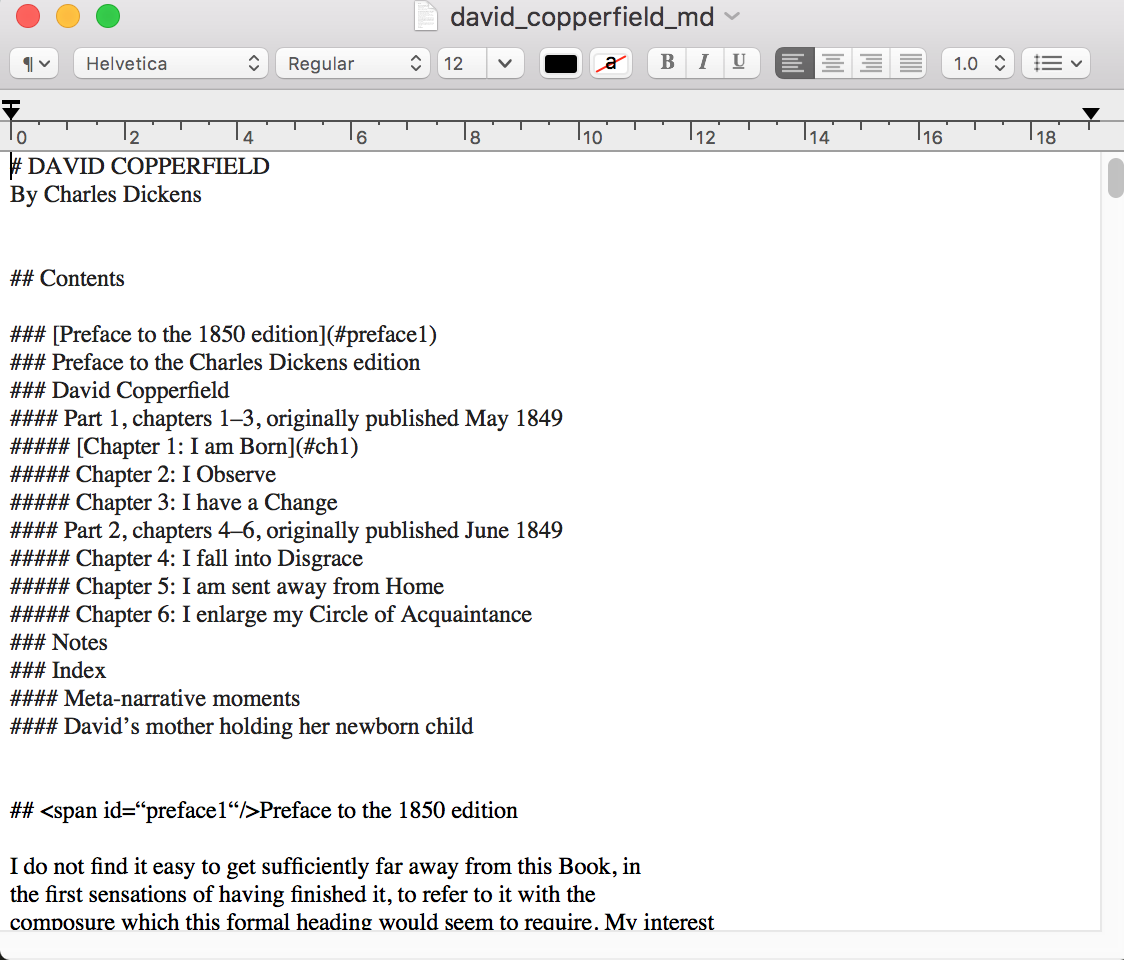 david_copperfield_md
¶ Helvetica Regular 12 a B I U 1.0
0 2 4 6 8 10 12 14 16 18
# DAVID COPPERFIELD
By Charles Dickens
## Contents
### [Preface to the 1850 edition](#preface1)
### Preface to the Charles Dickens edition
### David Copperfield
#### Part 1, chapters 1–3, originally published May 1849
##### [Chapter 1: I am Born](#ch1)
##### Chapter 2: I Observe
##### Chapter 3: I have a Change
#### Part 2, chapters 4–6, originally published June 1849
##### Chapter 4: I fall into Disgrace
##### Chapter 5: I am sent away from Home
##### Chapter 6: I enlarge my Circle of Acquaintance
### Notes
### Index
#### Meta-narrative moments
#### David’s mother holding her newborn child
## <span id=“preface1“/>Preface to the 1850 edition
I do not find it easy to get sufficiently far away from this Book, in
the first sensations of having finished it, to refer to it with the
composure which this formal heading would seem to require. My interest